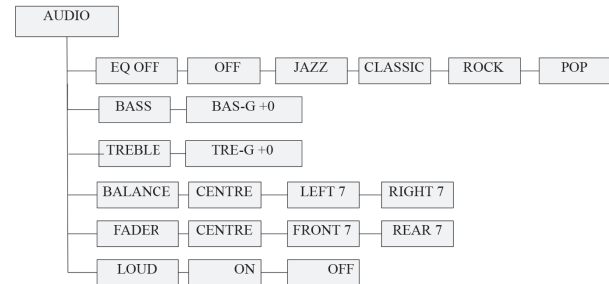 AUDIO
EQ OFF OFF JAZZ CLASSIC ROCK POP
BASS BAS-G +0
TREBLE TRE-G +0
BALANCE CENTRE LEFT 7 RIGHT 7
FADER CENTRE FRONT 7 REAR 7
LOUD ON OFF